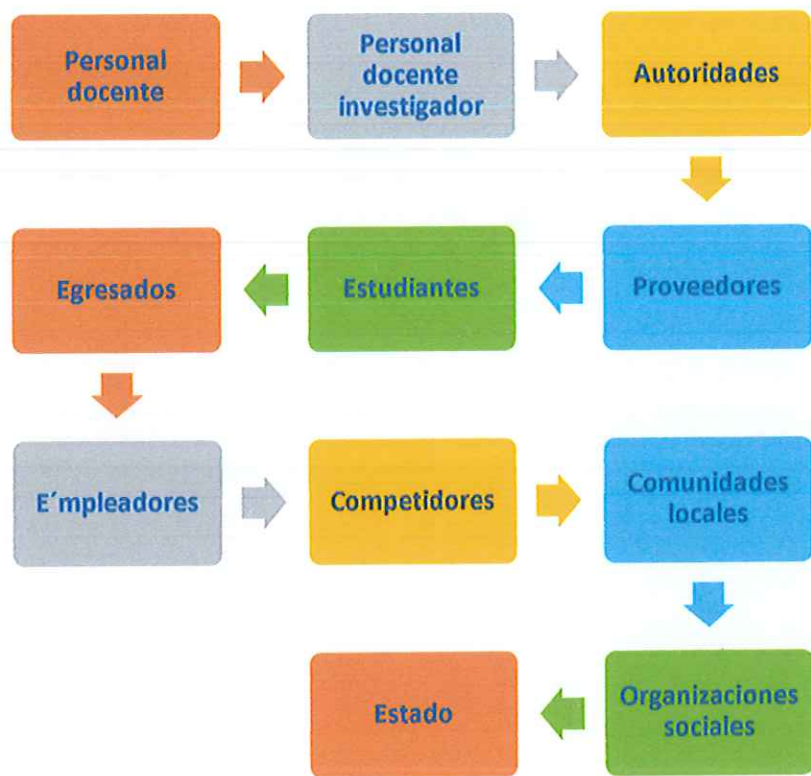 Personal
docente
Personal
docente
investigador
Autoridades
Proveedores
Estudiantes
Egresados
E´mpleadores
Competidores
Comunidades
locales
Organizaciones
sociales
Estado